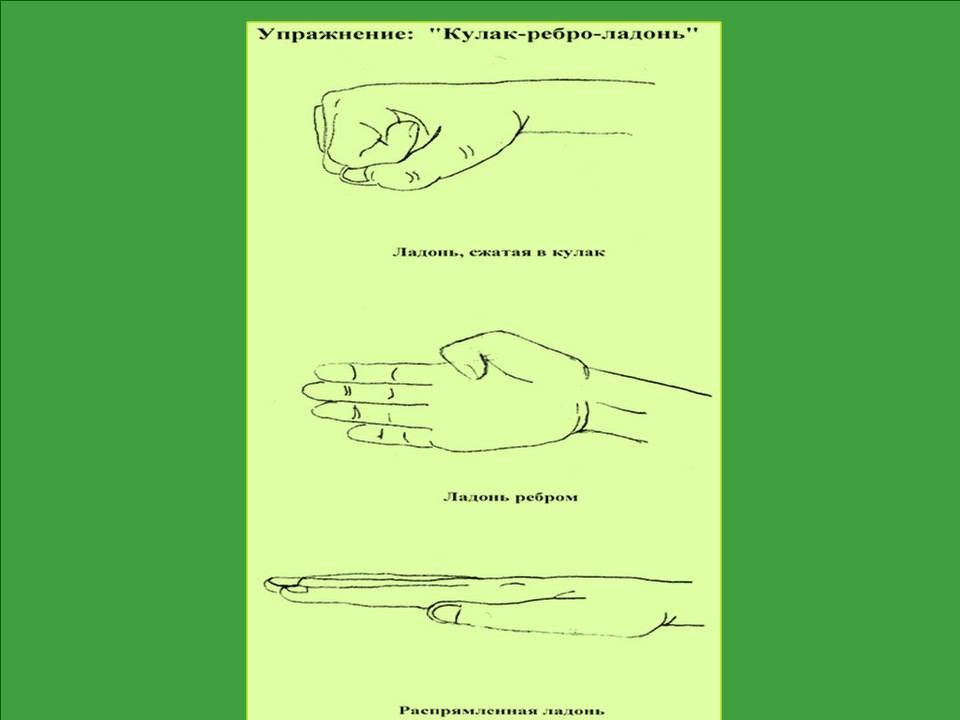 Упражнение: "Кулак-ребро-ладонь"
Ладонь, сжатая в кулак
Ладонь ребром
Распрямленная ладонь